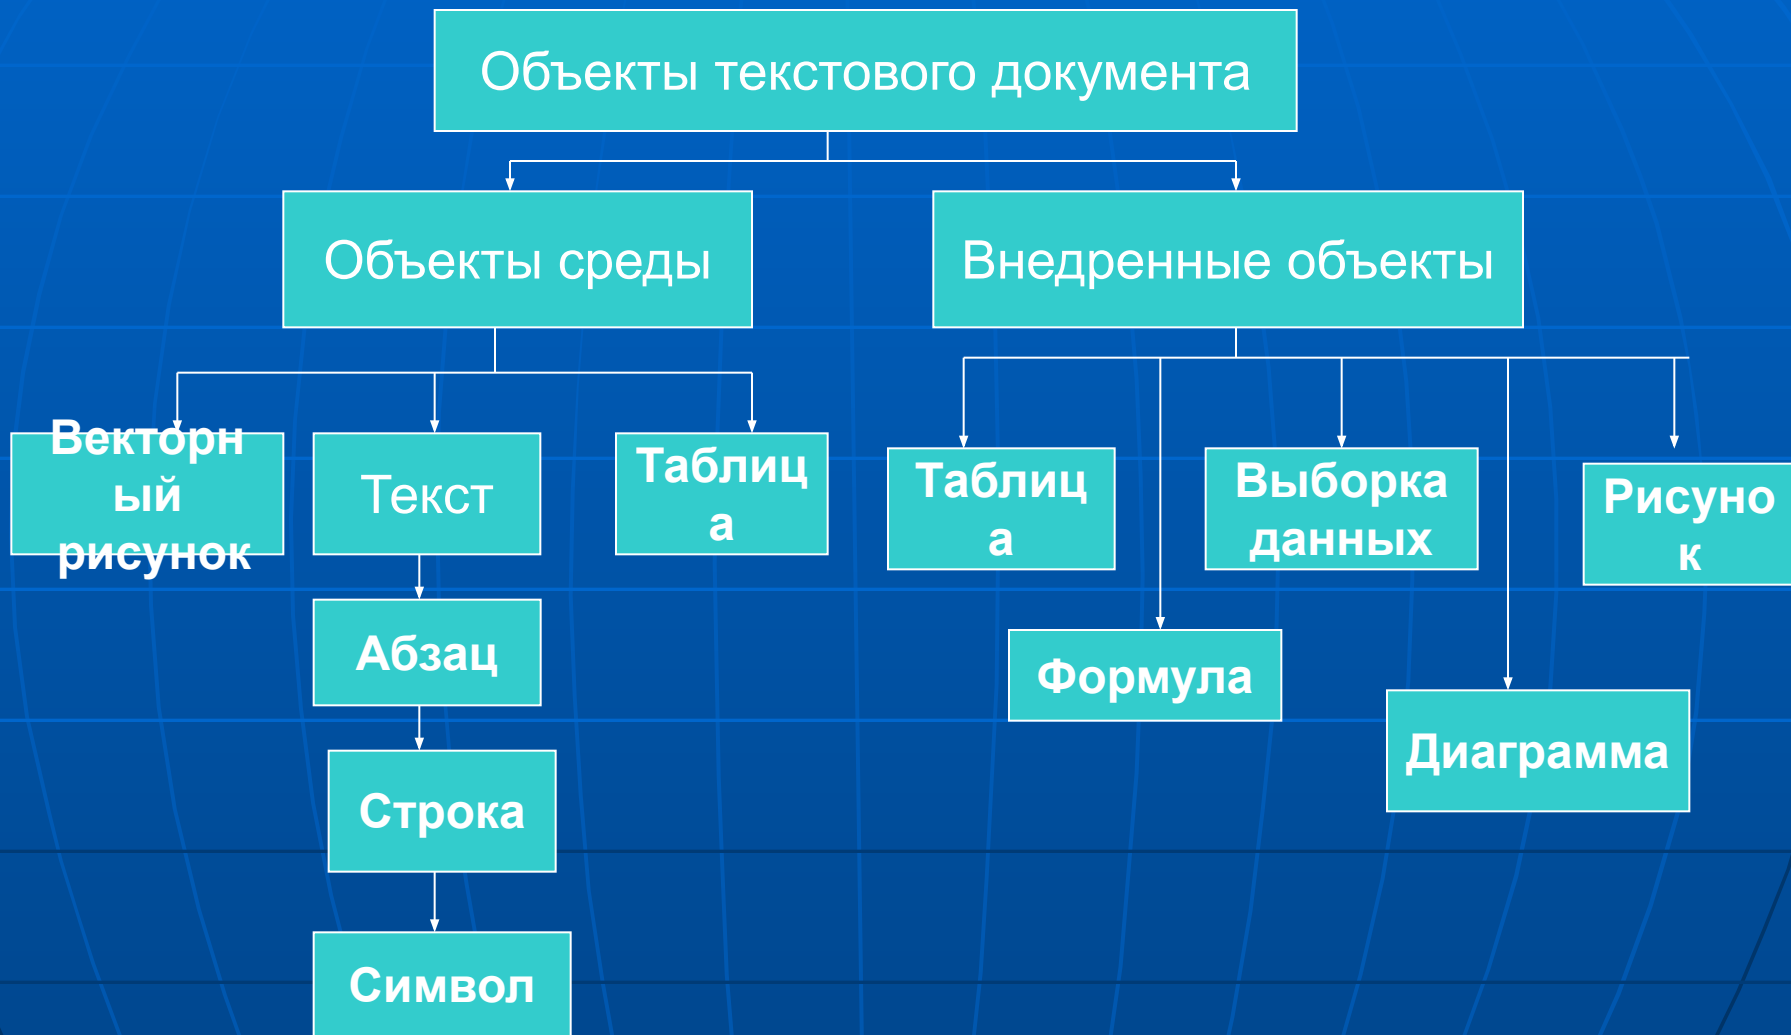 Объекты текстового документа
Объекты среды
Внедренные объекты
Векторн
ый
рисунок
Текст
Таблиц
а
Таблиц
а
Выборка
данных
Рисуно
к
Абзац
Формула
Диаграмма
Строка
Символ